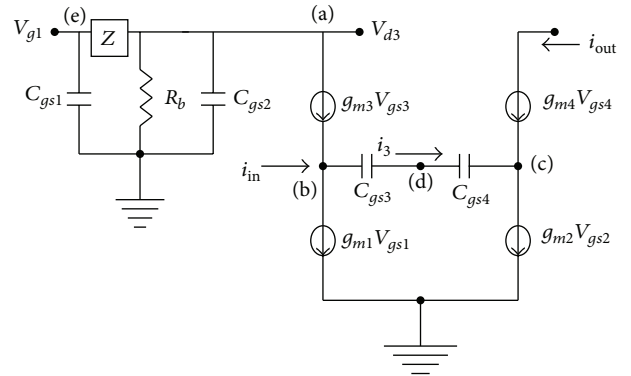 V_{g1}
(e)
Z
(a)
V_{d3}
i_{out}
C_{gs1}
R_b
C_{gs2}
g_{m3}V_{gs3}
g_{m4}V_{gs4}
i_{in}
i_3
(b)
(d)
(c)
C_{gs3}
C_{gs4}
g_{m1}V_{gs1}
g_{m2}V_{gs2}